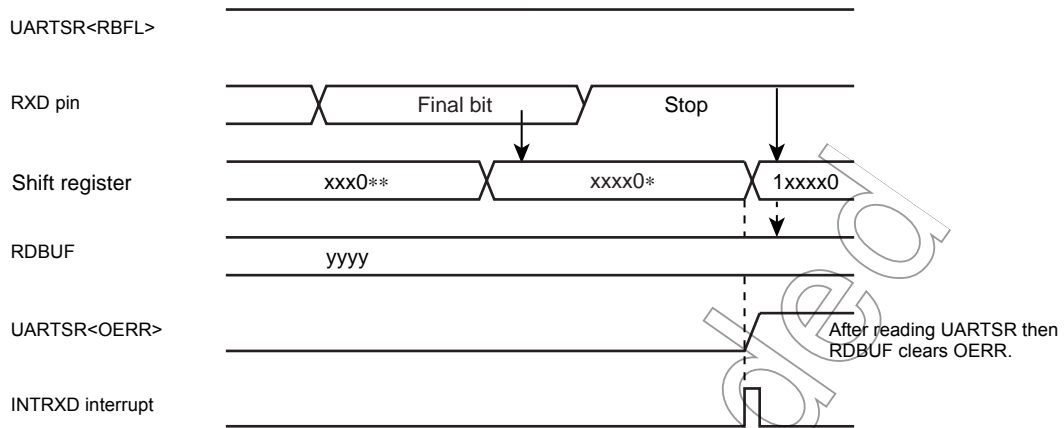 UARTSR<RBFL>
RXD pin
Final bit
Stop
Shift register
xxx0**
xxxx0*
1xxxx0
RDBUF
yyyy
UARTSR<OERR>
After reading UARTSR then
RDBUF clears OERR.
INTRXD interrupt
ded